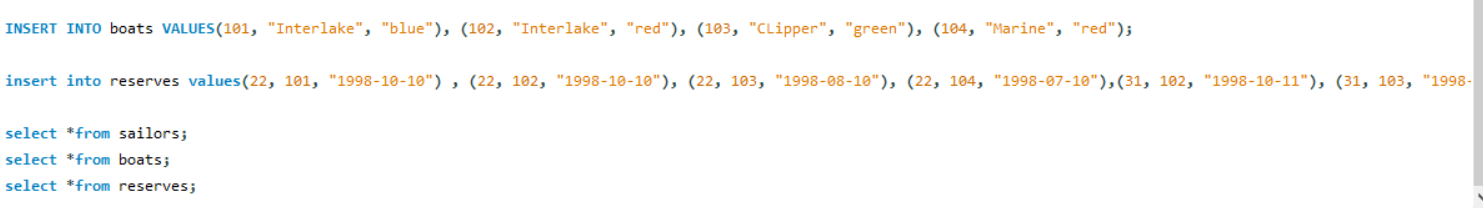 INSERT INTO boats VALUES(101, "Interlake", "blue"), (102, "Interlake", "red"), (103, "CLipper", "green"), (104, "Marine", "red");
insert into reserves values(22, 101, "1998-10-10") , (22, 102, "1998-10-10"), (22, 103, "1998-08-10"), (22, 104, "1998-07-10"),(31, 102, "1998-10-11"), (31, 103, "1998-
select *from sailors;
select *from boats;
select *from reserves;